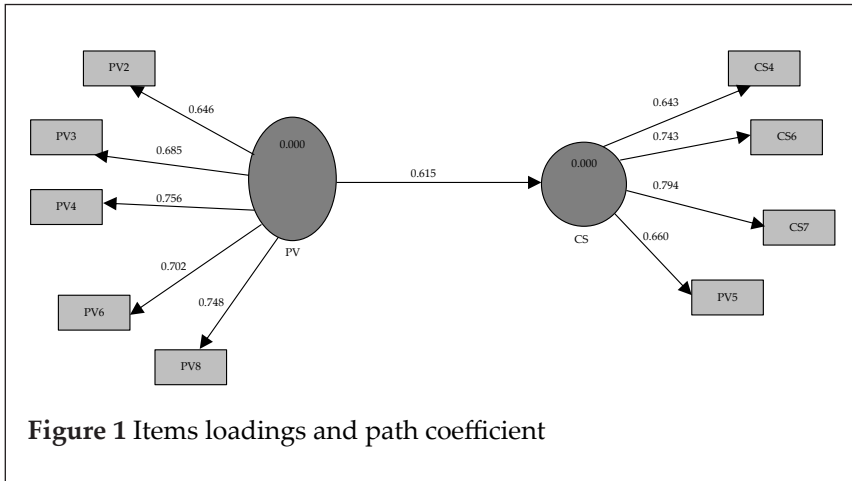 PV2
CS4
0.646
0.643
PV3
0.000
0.743
CS6
0.685
0.000
0.615
0.756
0.794
PV4
CS7
PV
CS
0.660
0.702
PV5
0.748
PV6
PV8
Figure 1 Items loadings and path coefficient